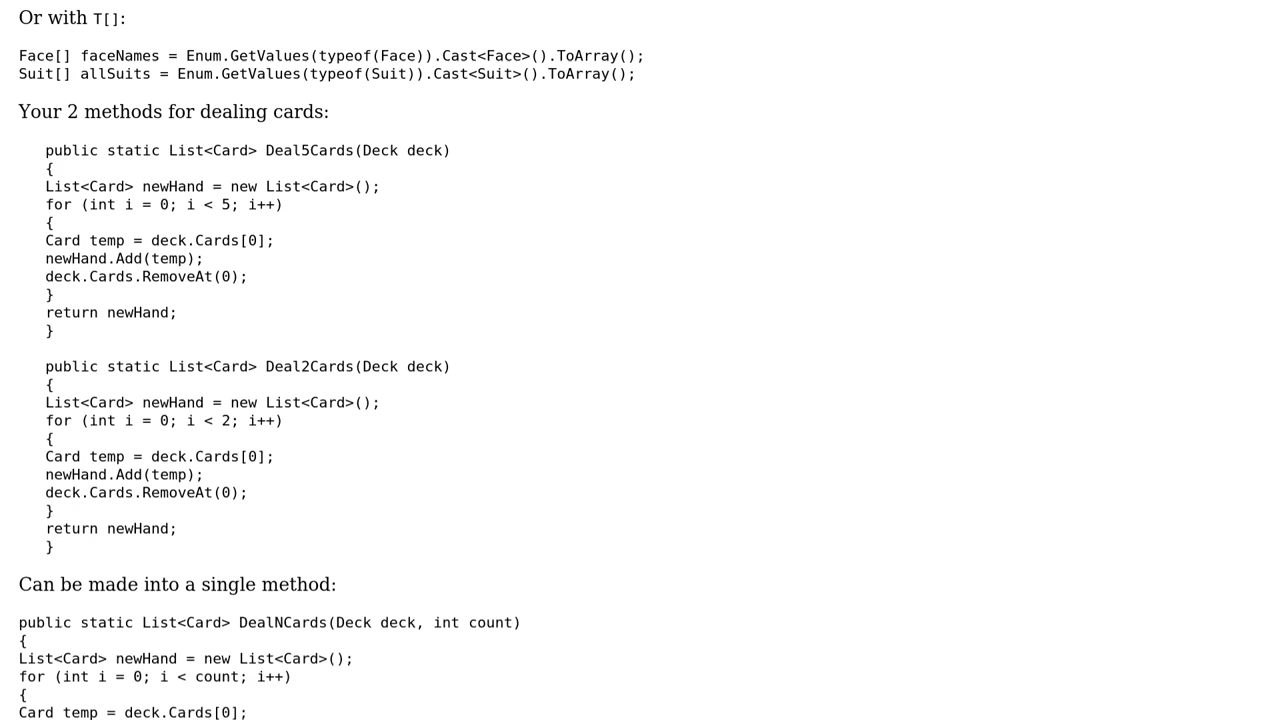 Or with T[]:
Face[] faceNames = Enum.GetValues(typeof(Face)).Cast<Face>().ToArray();
Suit[] allSuits = Enum.GetValues(typeof(Suit)).Cast<Suit>().ToArray();
Your 2 methods for dealing cards:
public static List<Card> Deal5Cards(Deck deck)
{
List<Card> newHand = new List<Card>();
for (int i = 0; i < 5; i++)
{
Card temp = deck.Cards[0];
newHand.Add(temp);
deck.Cards.RemoveAt(0);
}
return newHand;
}
public static List<Card> Deal2Cards(Deck deck)
{
List<Card> newHand = new List<Card>();
for (int i = 0; i < 2; i++)
{
Card temp = deck.Cards[0];
newHand.Add(temp);
deck.Cards.RemoveAt(0);
}
return newHand;
}
Can be made into a single method:
public static List<Card> DealNCards(Deck deck, int count)
{
List<Card> newHand = new List<Card>();
for (int i = 0; i < count; i++)
{
Card temp = deck.Cards[0];